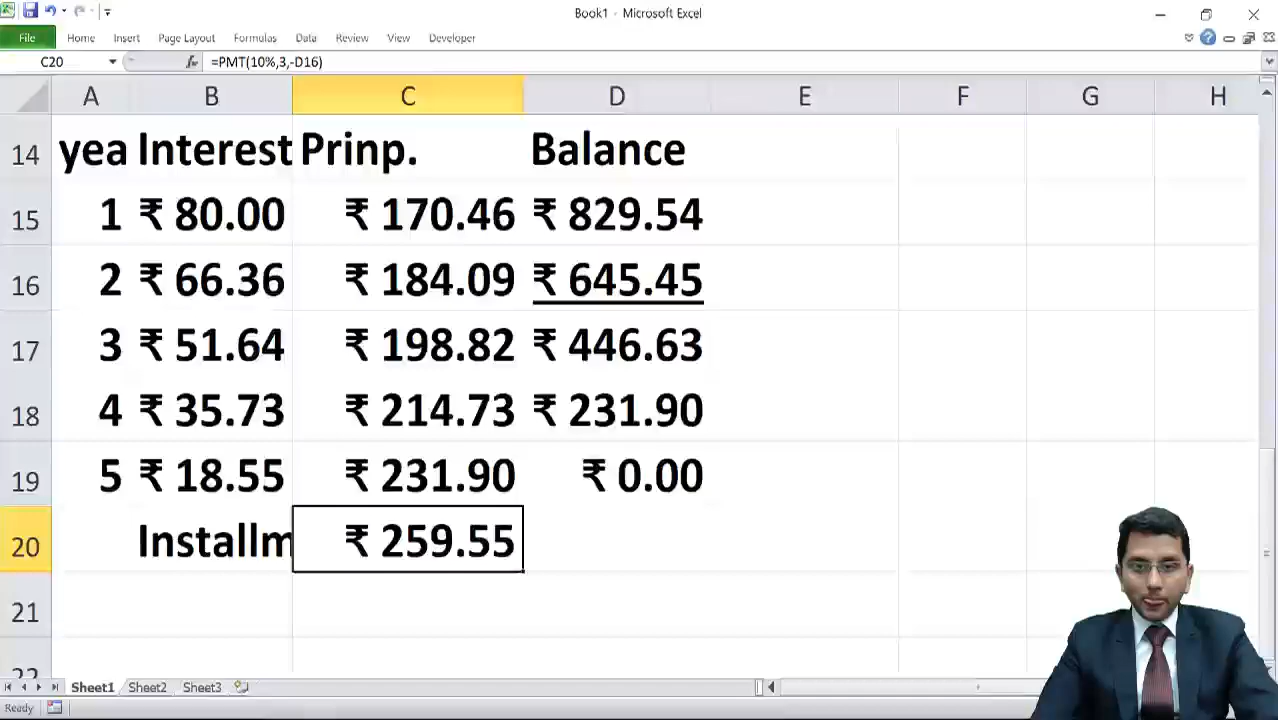 Book1 - Microsoft Excel
File Home Insert Page Layout Formulas Data Review View Developer
C20 fx =PMT(10%,3,-D16)
A B C D E F G H
14 yea Interest Prinp. Balance
15 1 ₹ 80.00 ₹ 170.46 ₹ 829.54
16 2 ₹ 66.36 ₹ 184.09 ₹ 645.45
17 3 ₹ 51.64 ₹ 198.82 ₹ 446.63
18 4 ₹ 35.73 ₹ 214.73 ₹ 231.90
19 5 ₹ 18.55 ₹ 231.90 ₹ 0.00
20 Installm ₹ 259.55
21
22
Sheet1 Sheet2 Sheet3
Ready